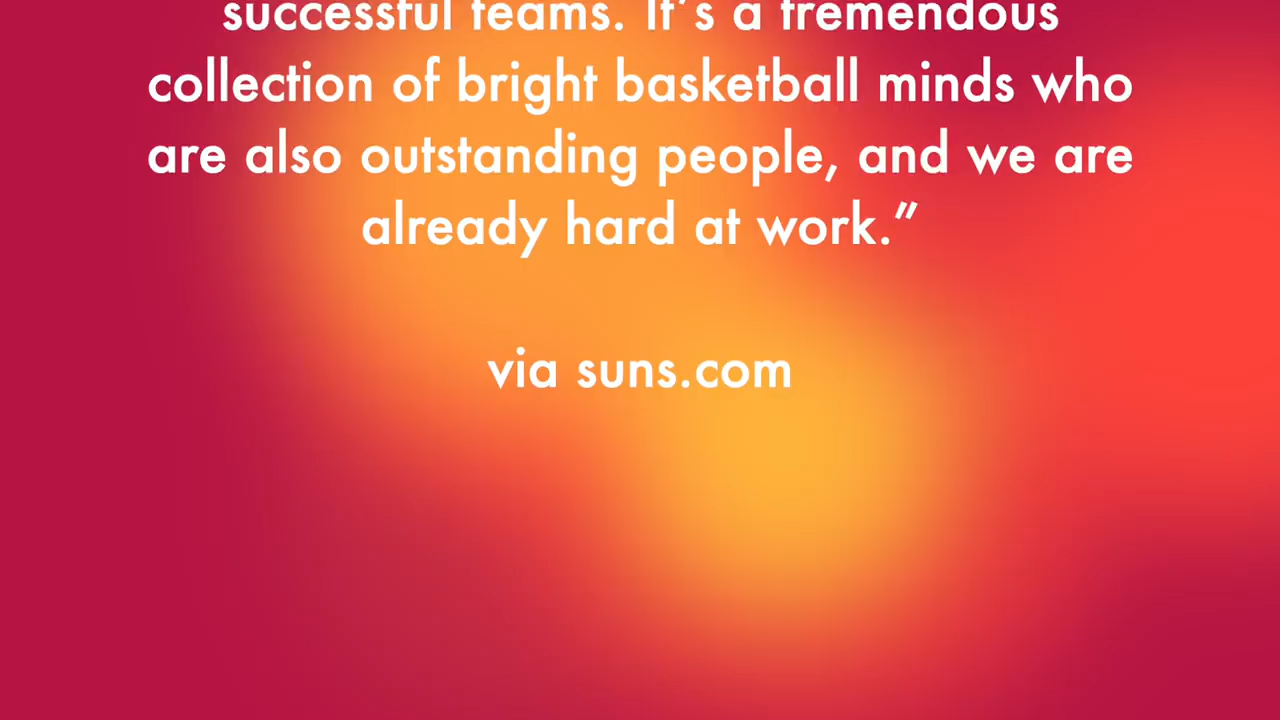 successful teams. It's a tremendous
collection of bright basketball minds who
are also outstanding people, and we are
already hard at work.”
via suns.com